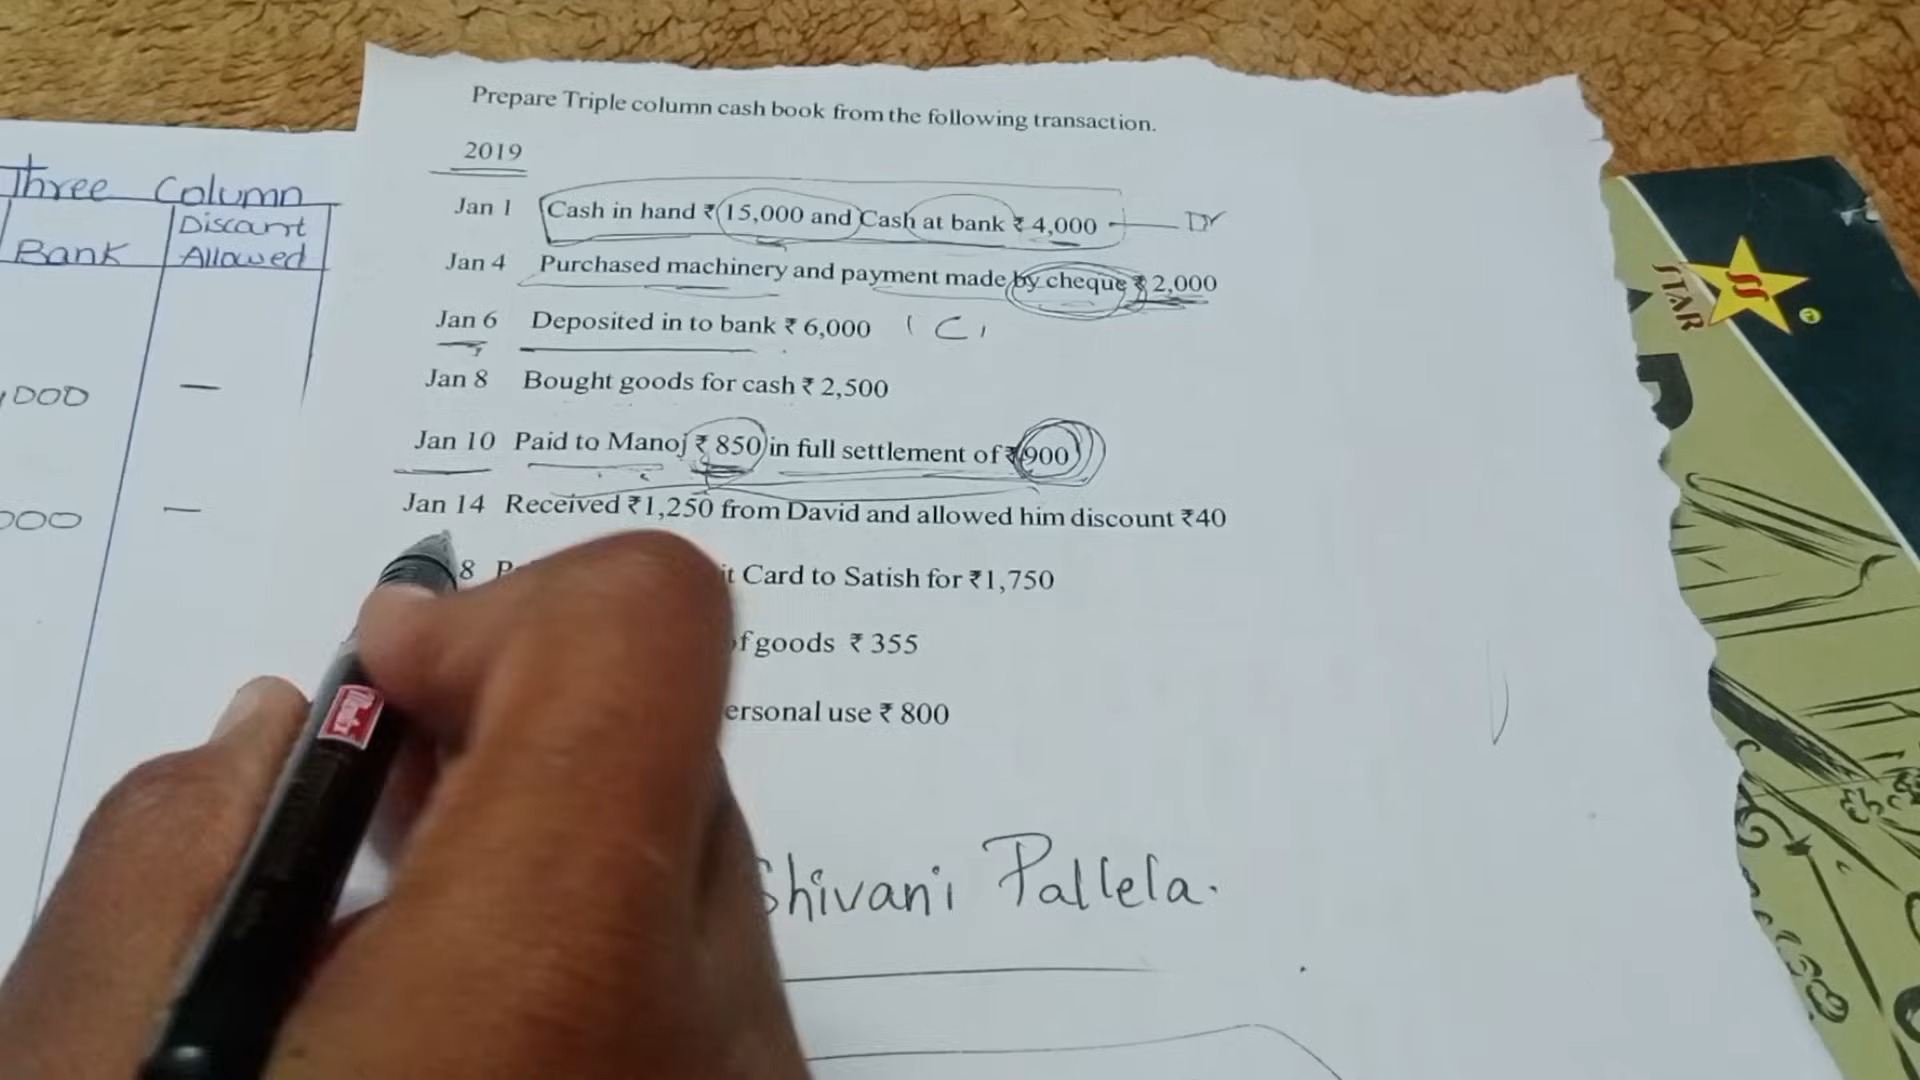 Prepare Triple column cash book from the following transaction.
2019
Jan 1 Cash in hand ₹ 15,000 and Cash at bank ₹ 4,000 Dr
Jan 4 Purchased machinery and payment made by cheque ₹ 2,000
Jan 6 Deposited in to bank ₹ 6,000 (C)
Jan 8 Bought goods for cash ₹ 2,500
Jan 10 Paid to Manoj ₹ 850 in full settlement of ₹ 900
Jan 14 Received ₹1,250 from David and allowed him discount ₹40
8 Card to Satish for ₹1,750
of goods ₹ 355
ersonal use ₹ 800
Shivani Pallela.
Three Column
Bank Discount Allowed
,000 —
000 —
STAR